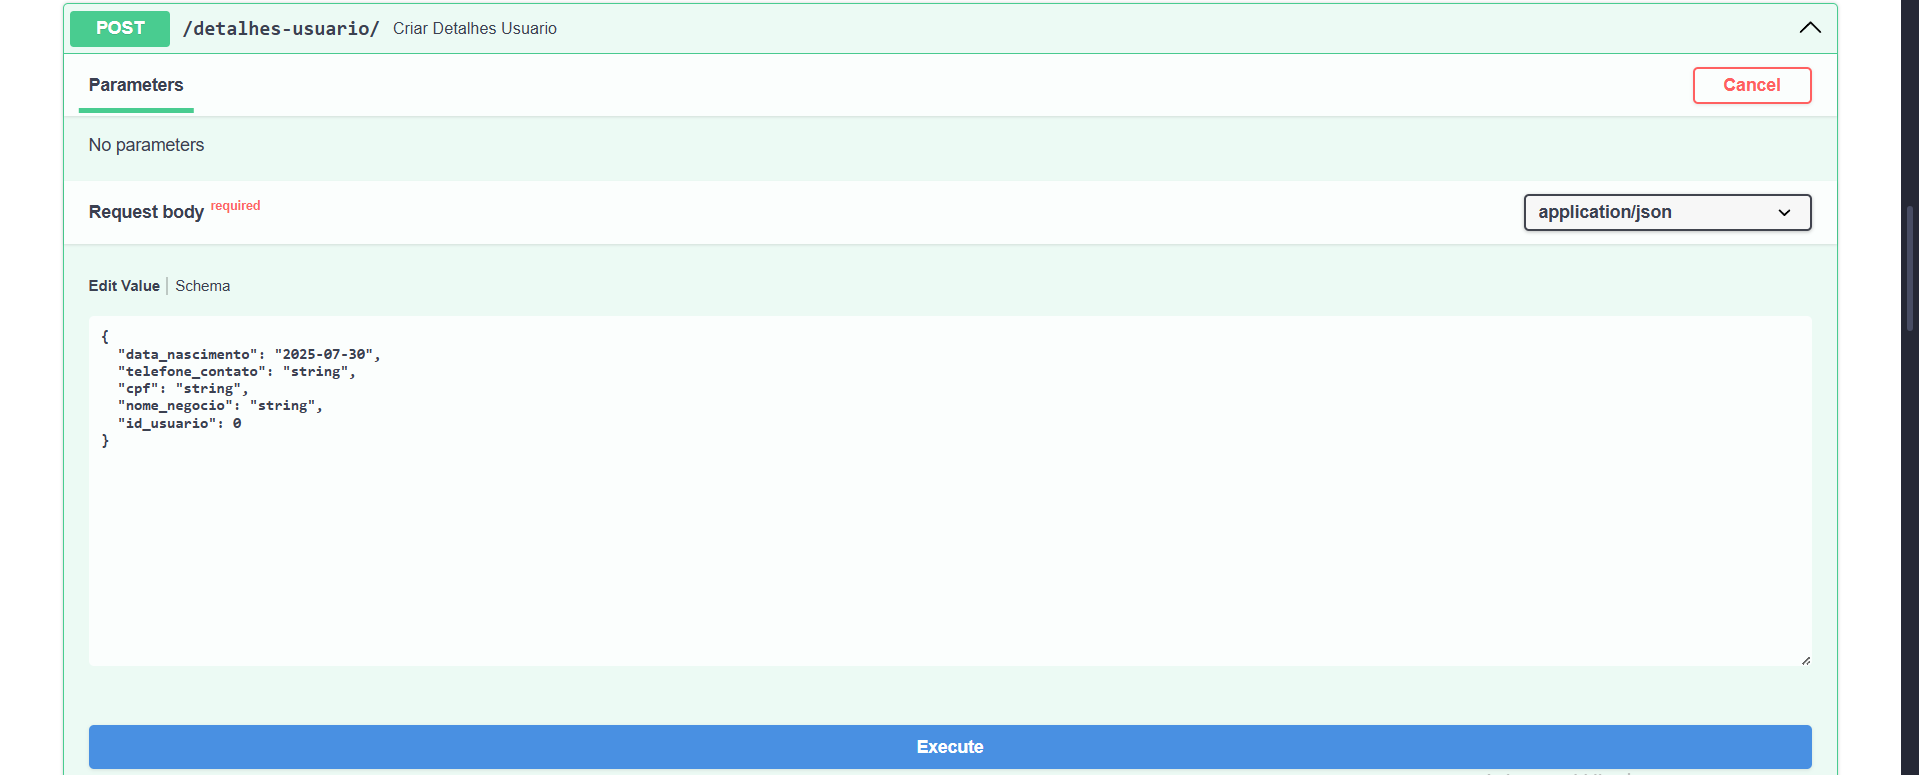 POST /detalhes-usuario/ Criar Detalhes Usuario
Parameters
Cancel
No parameters
Request body required
application/json
Edit Value | Schema
{
  "data_nascimento": "2025-07-30",
  "telefone_contato": "string",
  "cpf": "string",
  "nome_negocio": "string",
  "id_usuario": 0
}
Execute